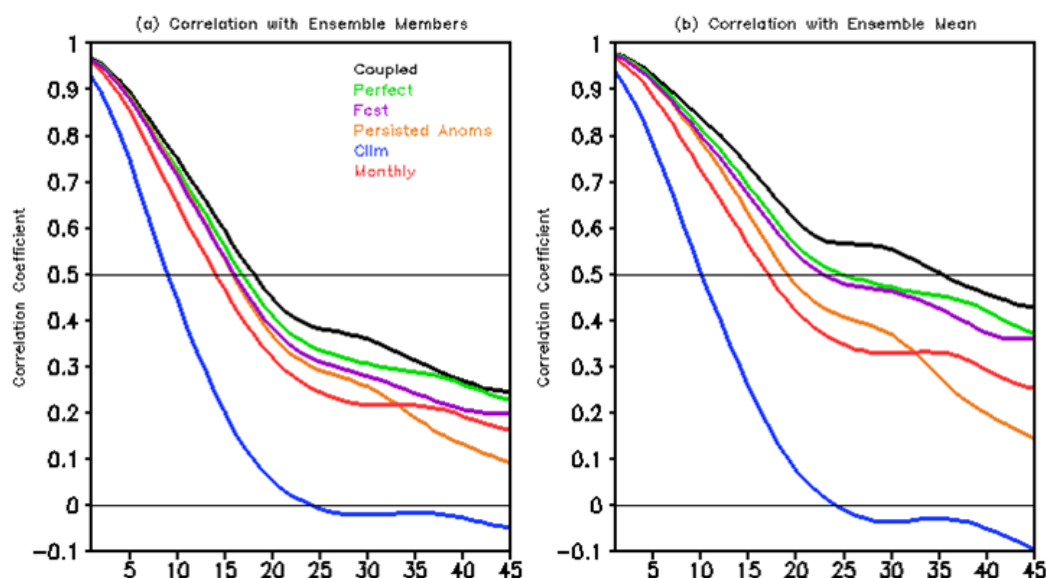 (a) Correlation with Ensemble Members
1
0.9
0.8
0.7
0.6
0.5
0.4
0.3
0.2
0.1
0
-0.1
Correlation Coefficient
Coupled
Perfect
Fcst
Persisted Anoms
Clim
Monthly
5 10 15 20 25 30 35 40 45
(b) Correlation with Ensemble Mean
1
0.9
0.8
0.7
0.6
0.5
0.4
0.3
0.2
0.1
0
-0.1
Correlation Coefficient
5 10 15 20 25 30 35 40 45